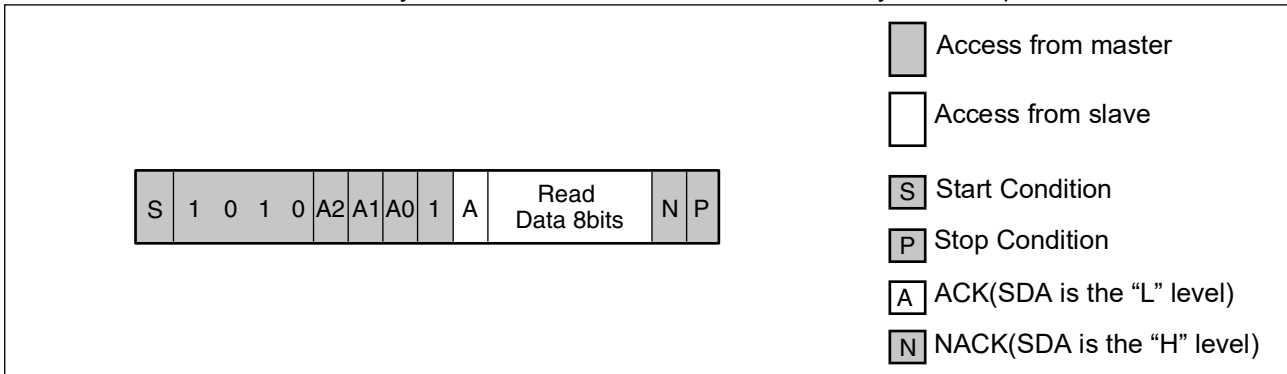 Access from master
Access from slave
S 1 0 1 0 A2 A1 A0 1 A Read Data 8bits N P
S Start Condition
P Stop Condition
A ACK(SDA is the “L” level)
N NACK(SDA is the “H” level)